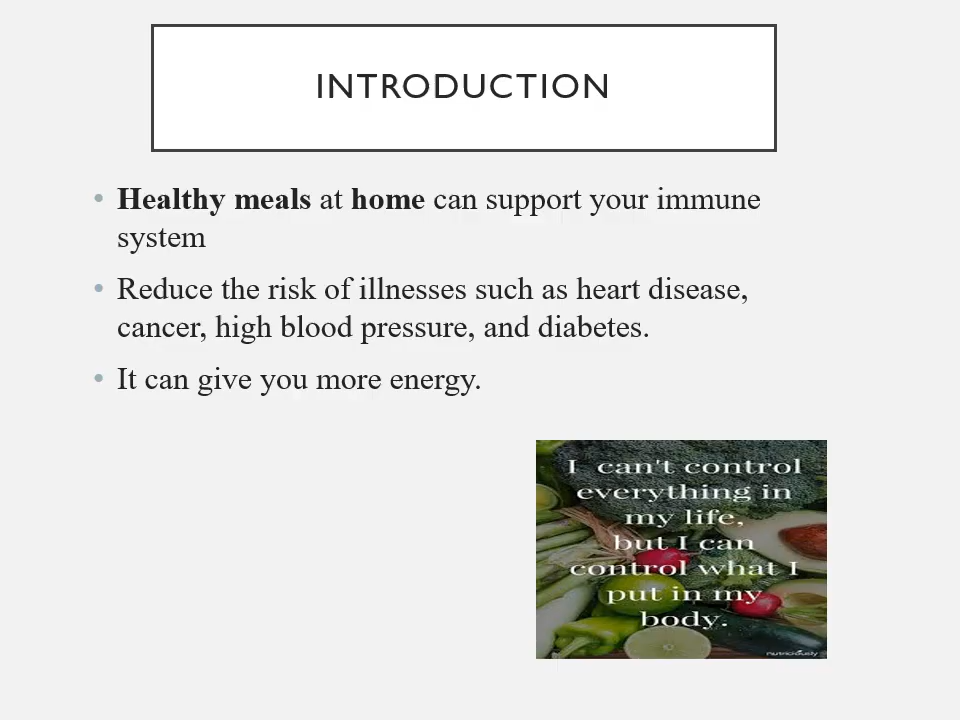 INTRODUCTION
• Healthy meals at home can support your immune
system
• Reduce the risk of illnesses such as heart disease,
cancer, high blood pressure, and diabetes.
• It can give you more energy.
I can't control
everything in
my life,
but I can
control what I
put in my
body.
nutriciously